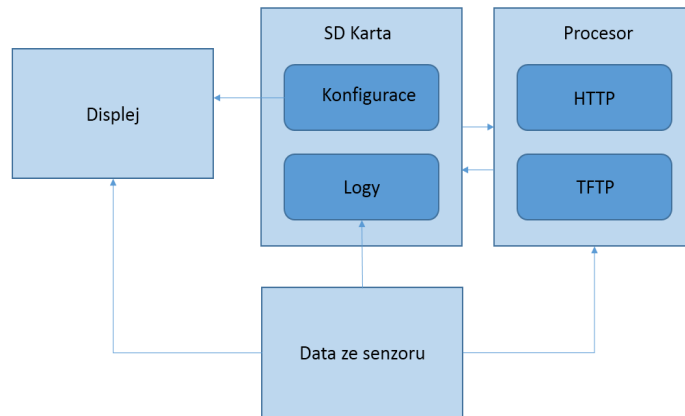 SD Karta
Procesor
Konfigurace
HTTP
Displej
Logy
TFTP
Data ze senzoru